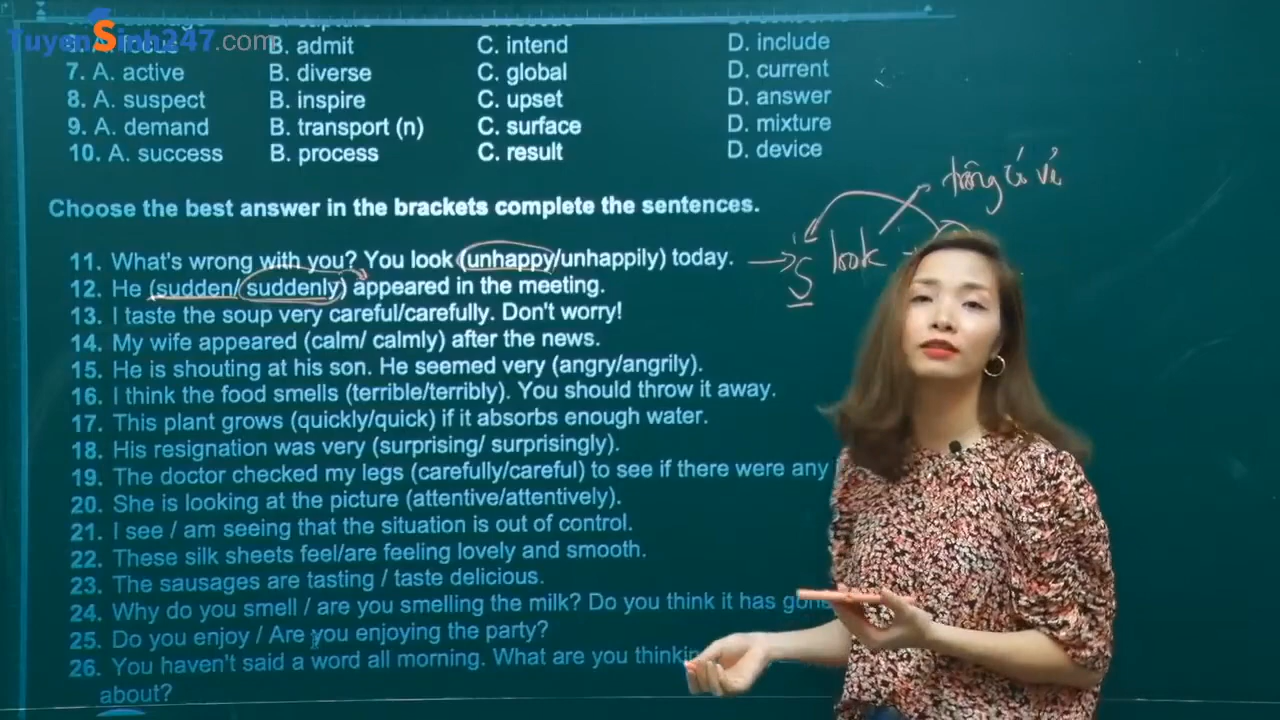 TuyenSinh247.com
B. admit C. intend D. include
7. A. active B. diverse C. global D. current
8. A. suspect B. inspire C. upset D. answer
9. A. demand B. transport (n) C. surface D. mixture
10. A. success B. process C. result D. device
Choose the best answer in the brackets complete the sentences.
11. What's wrong with you? You look (unhappy/unhappily) today.
S look
trông có vẻ
12. He (sudden/ suddenly) appeared in the meeting.
13. I taste the soup very careful/carefully. Don't worry!
14. My wife appeared (calm/ calmly) after the news.
15. He is shouting at his son. He seemed very (angry/angrily).
16. I think the food smells (terrible/terribly). You should throw it away.
17. This plant grows (quickly/quick) if it absorbs enough water.
18. His resignation was very (surprising/ surprisingly).
19. The doctor checked my legs (carefully/careful) to see if there were any
20. She is looking at the picture (attentive/attentively).
21. I see / am seeing that the situation is out of control.
22. These silk sheets feel/are feeling lovely and smooth.
23. The sausages are tasting / taste delicious.
24. Why do you smell / are you smelling the milk? Do you think it has
25. Do you enjoy / Are you enjoying the party?
26. You haven't said a word all morning. What are you
about?